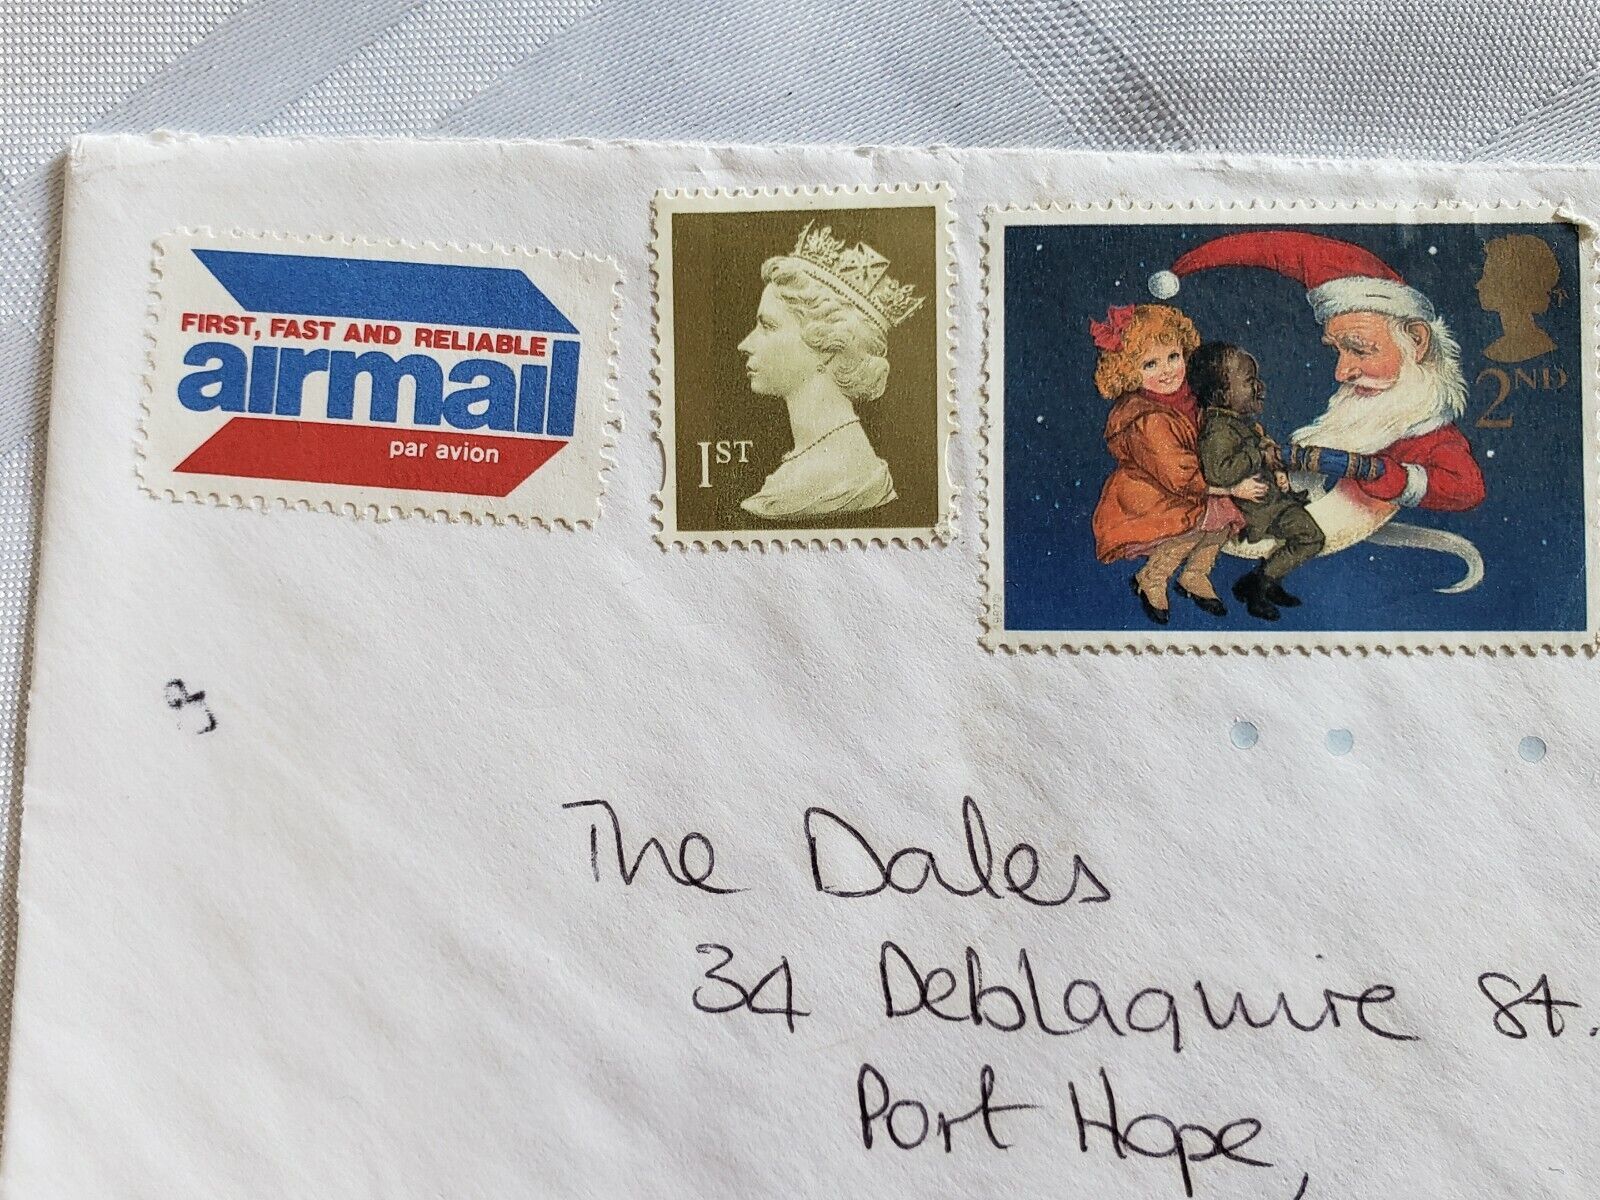 FIRST, FAST AND RELIABLE
airmail
par avion
1ST
2ND
The Dales
34 Deblaquire St.
Port Hope,